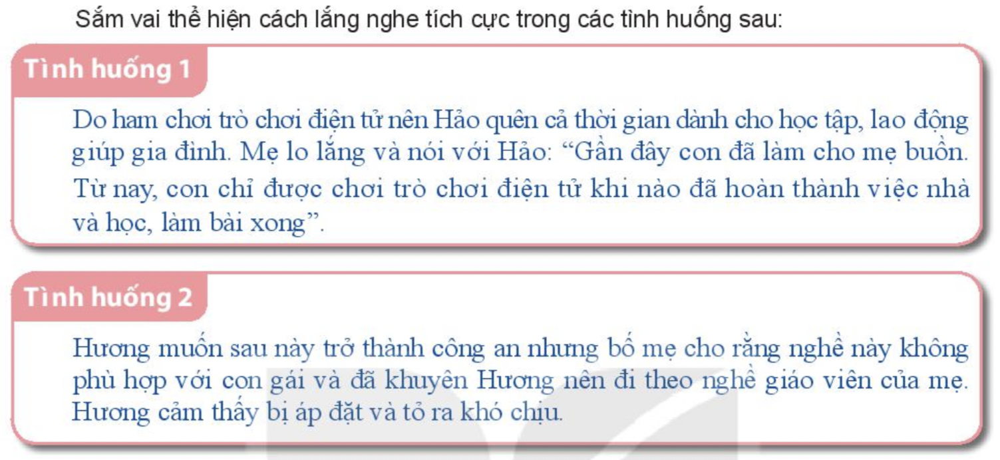 Sắm vai thể hiện cách lắng nghe tích cực trong các tình huống sau:
Tình huống 1
Do ham chơi trò chơi điện tử nên Hảo quên cả thời gian dành cho học tập, lao động
giúp gia đình. Mẹ lo lắng và nói với Hảo: “Gần đây con đã làm cho mẹ buồn.
Từ nay, con chỉ được chơi trò chơi điện tử khi nào đã hoàn thành việc nhà
và học, làm bài xong”.
Tình huống 2
Hương muốn sau này trở thành công an nhưng bố mẹ cho rằng nghề này không
phù hợp với con gái và đã khuyên Hương nên đi theo nghề giáo viên của mẹ.
Hương cảm thấy bị áp đặt và tỏ ra khó chịu.